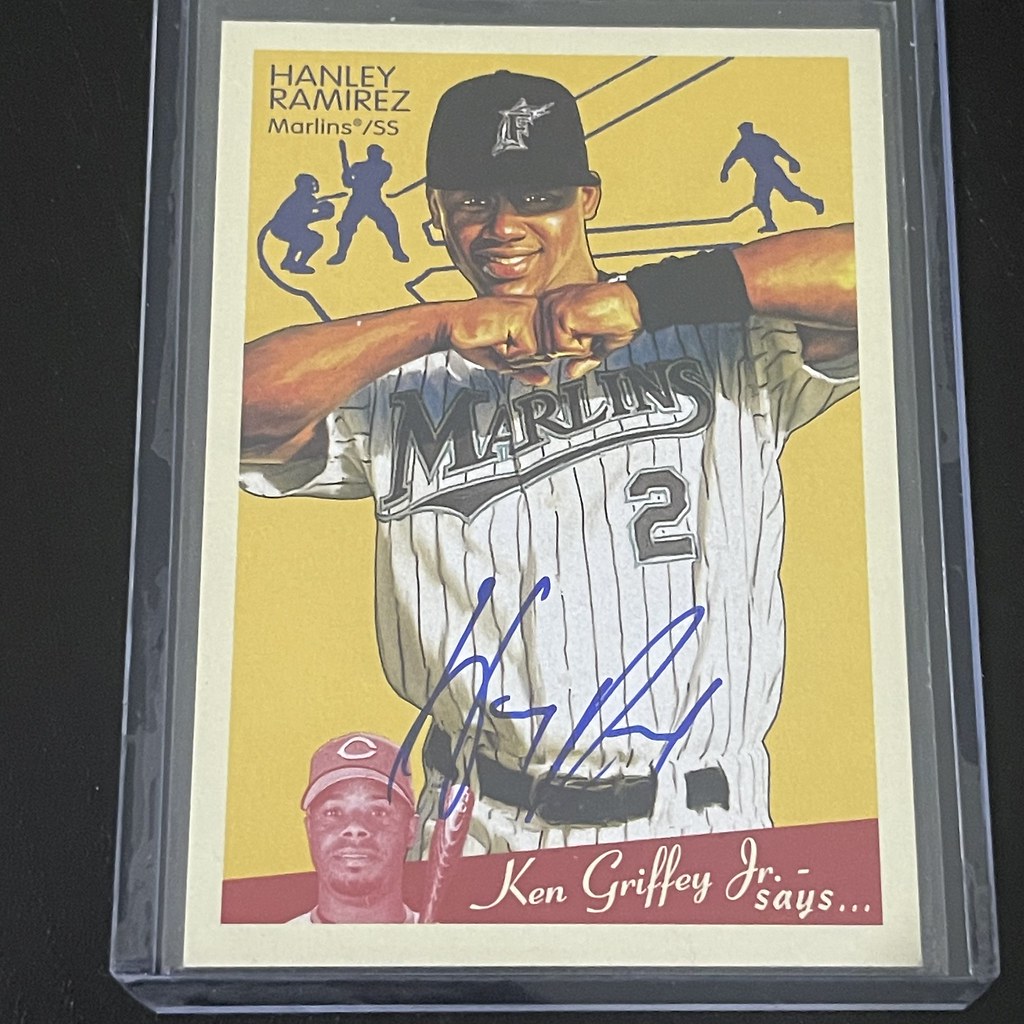 HANLEY
RAMIREZ
Marlins®/SS
F
MARLINS
2
C
Ken Griffey Jr.-
says...